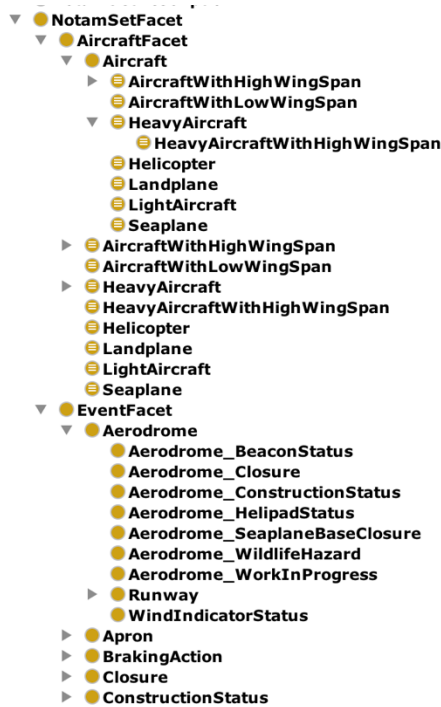 NotamSetFacet
AircraftFacet
Aircraft
AircraftWithHighWingSpan
AircraftWithLowWingSpan
HeavyAircraft
HeavyAircraftWithHighWingSpan
Helicopter
Landplane
LightAircraft
Seaplane
AircraftWithHighWingSpan
AircraftWithLowWingSpan
HeavyAircraft
HeavyAircraftWithHighWingSpan
Helicopter
Landplane
LightAircraft
Seaplane
EventFacet
Aerodrome
Aerodrome_BeaconStatus
Aerodrome_Closure
Aerodrome_ConstructionStatus
Aerodrome_HelipadStatus
Aerodrome_SeaplaneBaseClosure
Aerodrome_WildlifeHazard
Aerodrome_WorkInProgress
Runway
WindIndicatorStatus
Apron
BrakingAction
Closure
ConstructionStatus